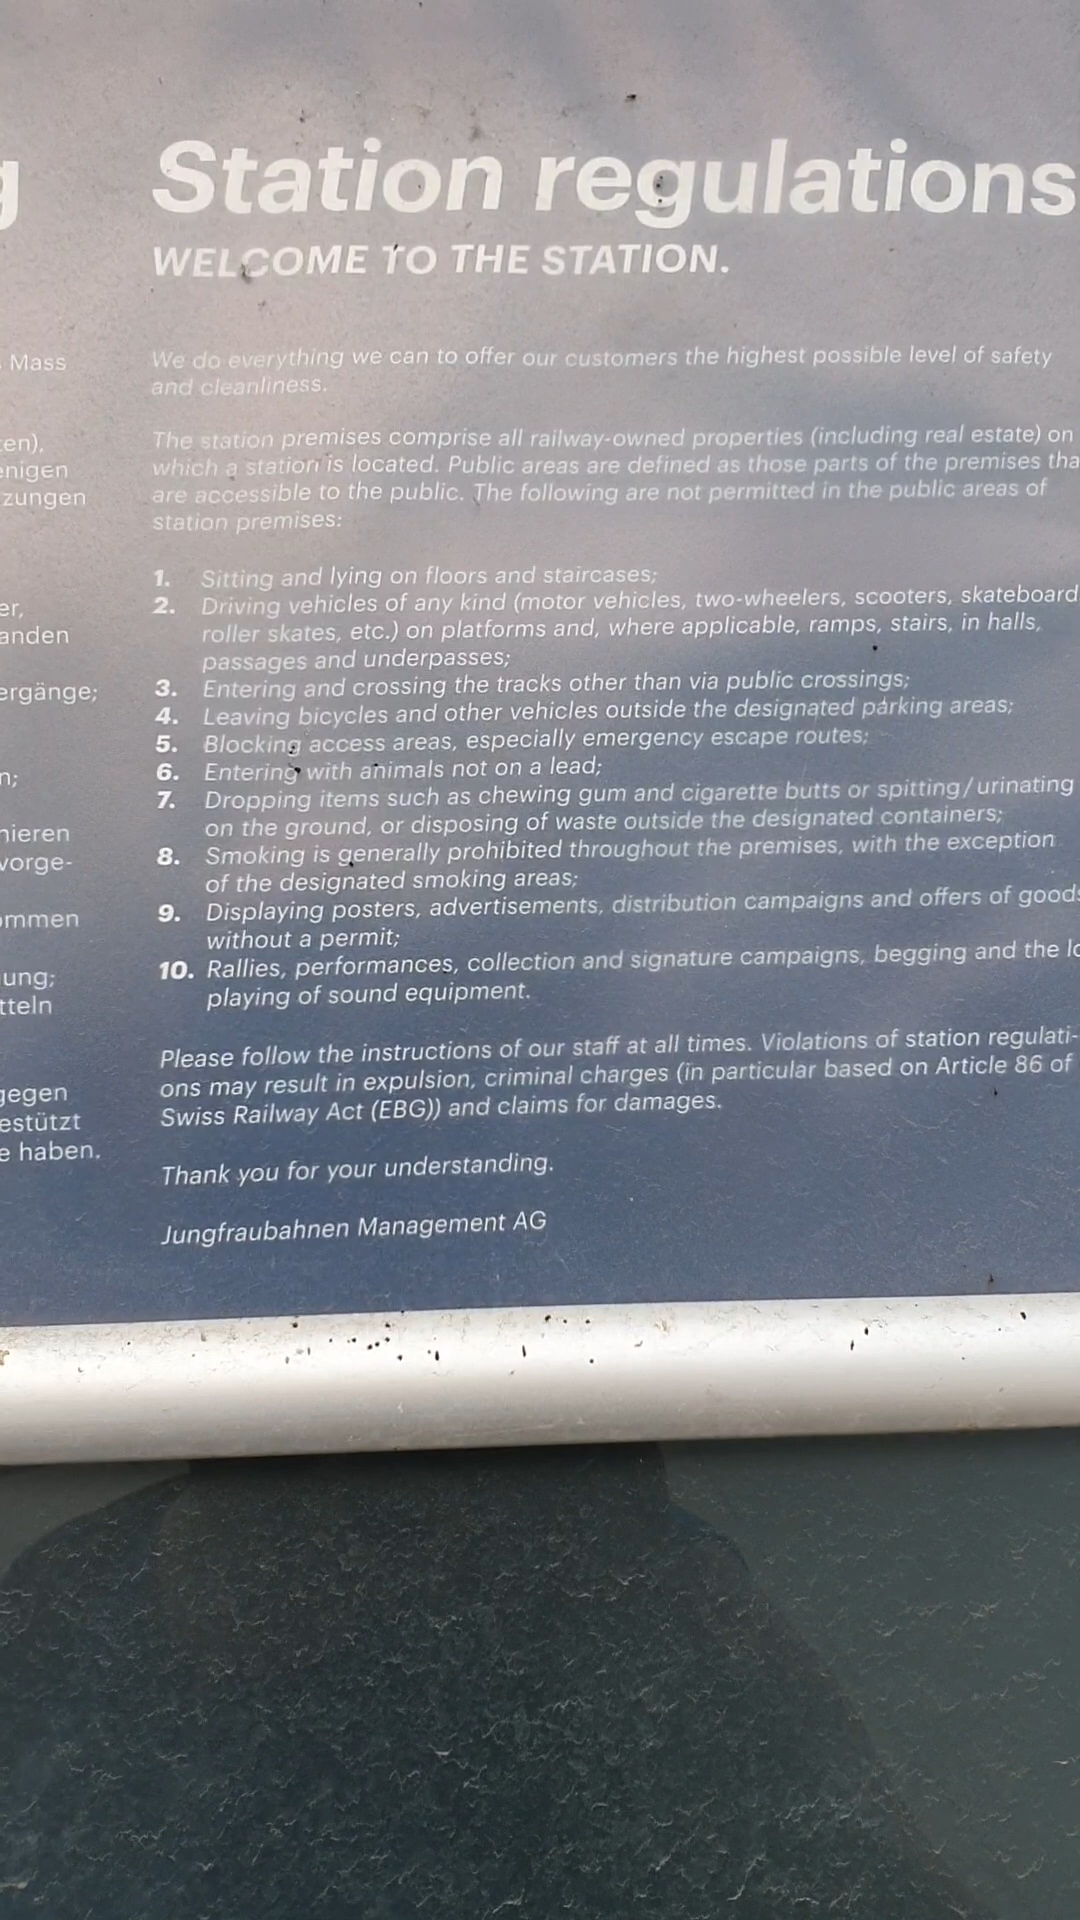 g
Station regulations
WELCOME TO THE STATION.
Mass
We do everything we can to offer our customers the highest possible level of safety
and cleanliness.
ten),
enigen
zungen
The station premises comprise all railway-owned properties (including real estate) on
which a station is located. Public areas are defined as those parts of the premises tha
are accessible to the public. The following are not permitted in the public areas of
station premises:
er,
anden
ergänge;
n;
nieren
vorge-
ommen
ung;
tteln
1. Sitting and lying on floors and staircases;
2. Driving vehicles of any kind (motor vehicles, two-wheelers, scooters, skateboard
roller skates, etc.) on platforms and, where applicable, ramps, stairs, in halls,
passages and underpasses;
3. Entering and crossing the tracks other than via public crossings;
4. Leaving bicycles and other vehicles outside the designated parking areas;
5. Blocking access areas, especially emergency escape routes;
6. Entering with animals not on a lead;
7. Dropping items such as chewing gum and cigarette butts or spitting/urinating
on the ground, or disposing of waste outside the designated containers;
8. Smoking is generally prohibited throughout the premises, with the exception
of the designated smoking areas;
9. Displaying posters, advertisements, distribution campaigns and offers of goods
without a permit;
10. Rallies, performances, collection and signature campaigns, begging and the lo
playing of sound equipment.
gegen
estützt
e haben.
Please follow the instructions of our staff at all times. Violations of station regulati-
ons may result in expulsion, criminal charges (in particular based on Article 86 of
Swiss Railway Act (EBG)) and claims for damages.
Thank you for your understanding.
Jungfraubahnen Management AG